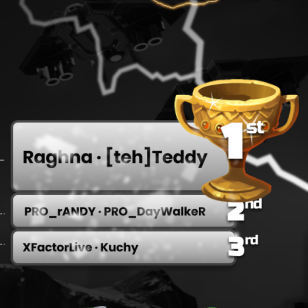 Raghna · [teh]Teddy 1st
PRO_rANDY · PRO_DayWalkeR 2nd
XFactorLive · Kuchy 3rd